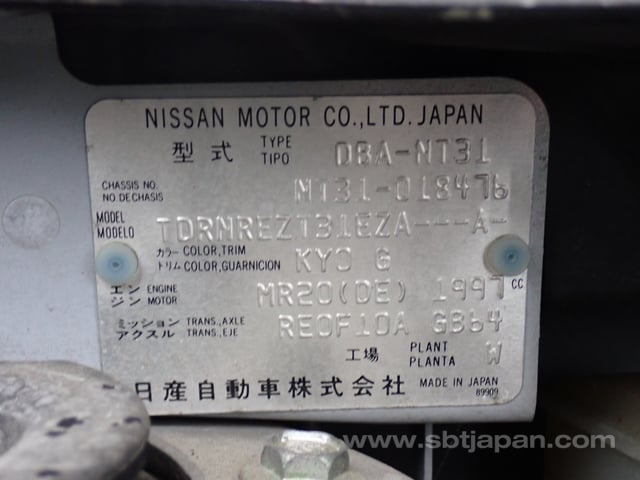 NISSAN MOTOR CO.,LTD. JAPAN
型式 TYPE TIPO DBA-NT31
CHASSIS NO. NO DE CHASIS NT31-018476
MODEL MODELO TDRNREZT31EZA---A-
カラー COLOR,TRIM トリム COLOR,GUARNICION KY0 G
エンジン ENGINE MOTOR MR20(DE) 1997 CC
ミッション TRANS.,AXLE アクスル TRANS.,EJE RE0F10A GB64
工場 PLANT PLANTA W
日産自動車株式会社 MADE IN JAPAN
89909
www.sbtjapan.com